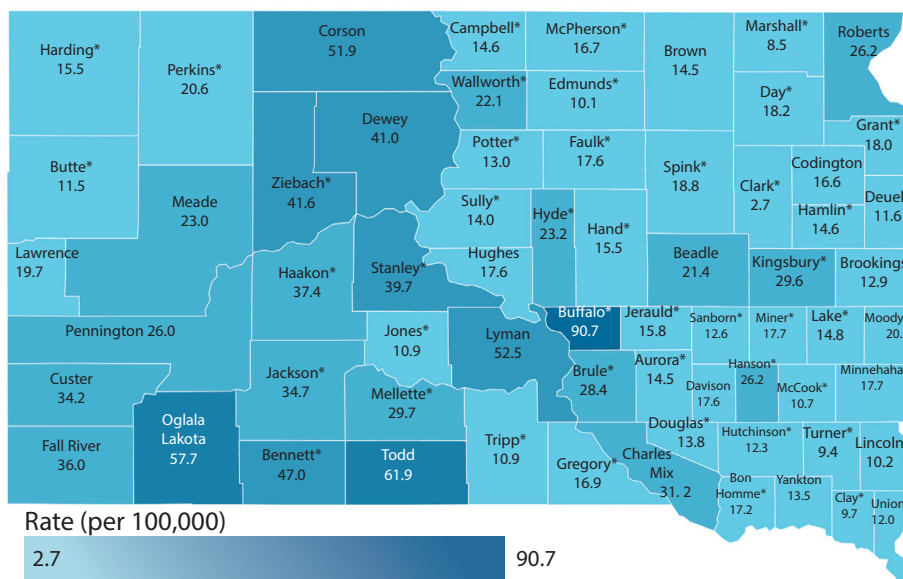 Harding*
15.5
Perkins*
20.6
Corson
51.9
Campbell*
14.6
McPherson*
16.7
Brown
14.5
Marshall*
8.5
Roberts
26.2
Wallworth*
22.1
Edmunds*
10.1
Day*
18.2
Grant*
18.0
Butte*
11.5
Meade
23.0
Ziebach*
41.6
Dewey
41.0
Potter*
13.0
Faulk*
17.6
Spink*
18.8
Clark*
2.7
Codington
16.6
Hamlin*
14.6
Deuel
11.6
Sully*
14.0
Hyde*
23.2
Hand*
15.5
Lawrence
19.7
Haakon*
37.4
Stanley*
39.7
Hughes
17.6
Beadle
21.4
Kingsbury*
29.6
Brookings
12.9
Pennington 26.0
Jones*
10.9
Lyman
52.5
Buffalo*
90.7
Jerauld*
15.8
Sanborn*
12.6
Miner*
17.7
Lake*
14.8
Moody
20.
Custer
34.2
Jackson*
34.7
Mellette*
29.7
Brule*
28.4
Aurora*
14.5
Davison
17.6
Hanson*
26.2
McCook*
10.7
Minnehaha
17.7
Fall River
36.0
Oglala
Lakota
57.7
Bennett*
47.0
Todd
61.9
Tripp*
10.9
Gregory*
16.9
Charles
Mix
31. 2
Douglas*
13.8
Hutchinson*
12.3
Turner*
9.4
Lincoln
10.2
Bon
Homme*
17.2
Yankton
13.5
Clay*
9.7
Union
12.0
Rate (per 100,000)
2.7
90.7